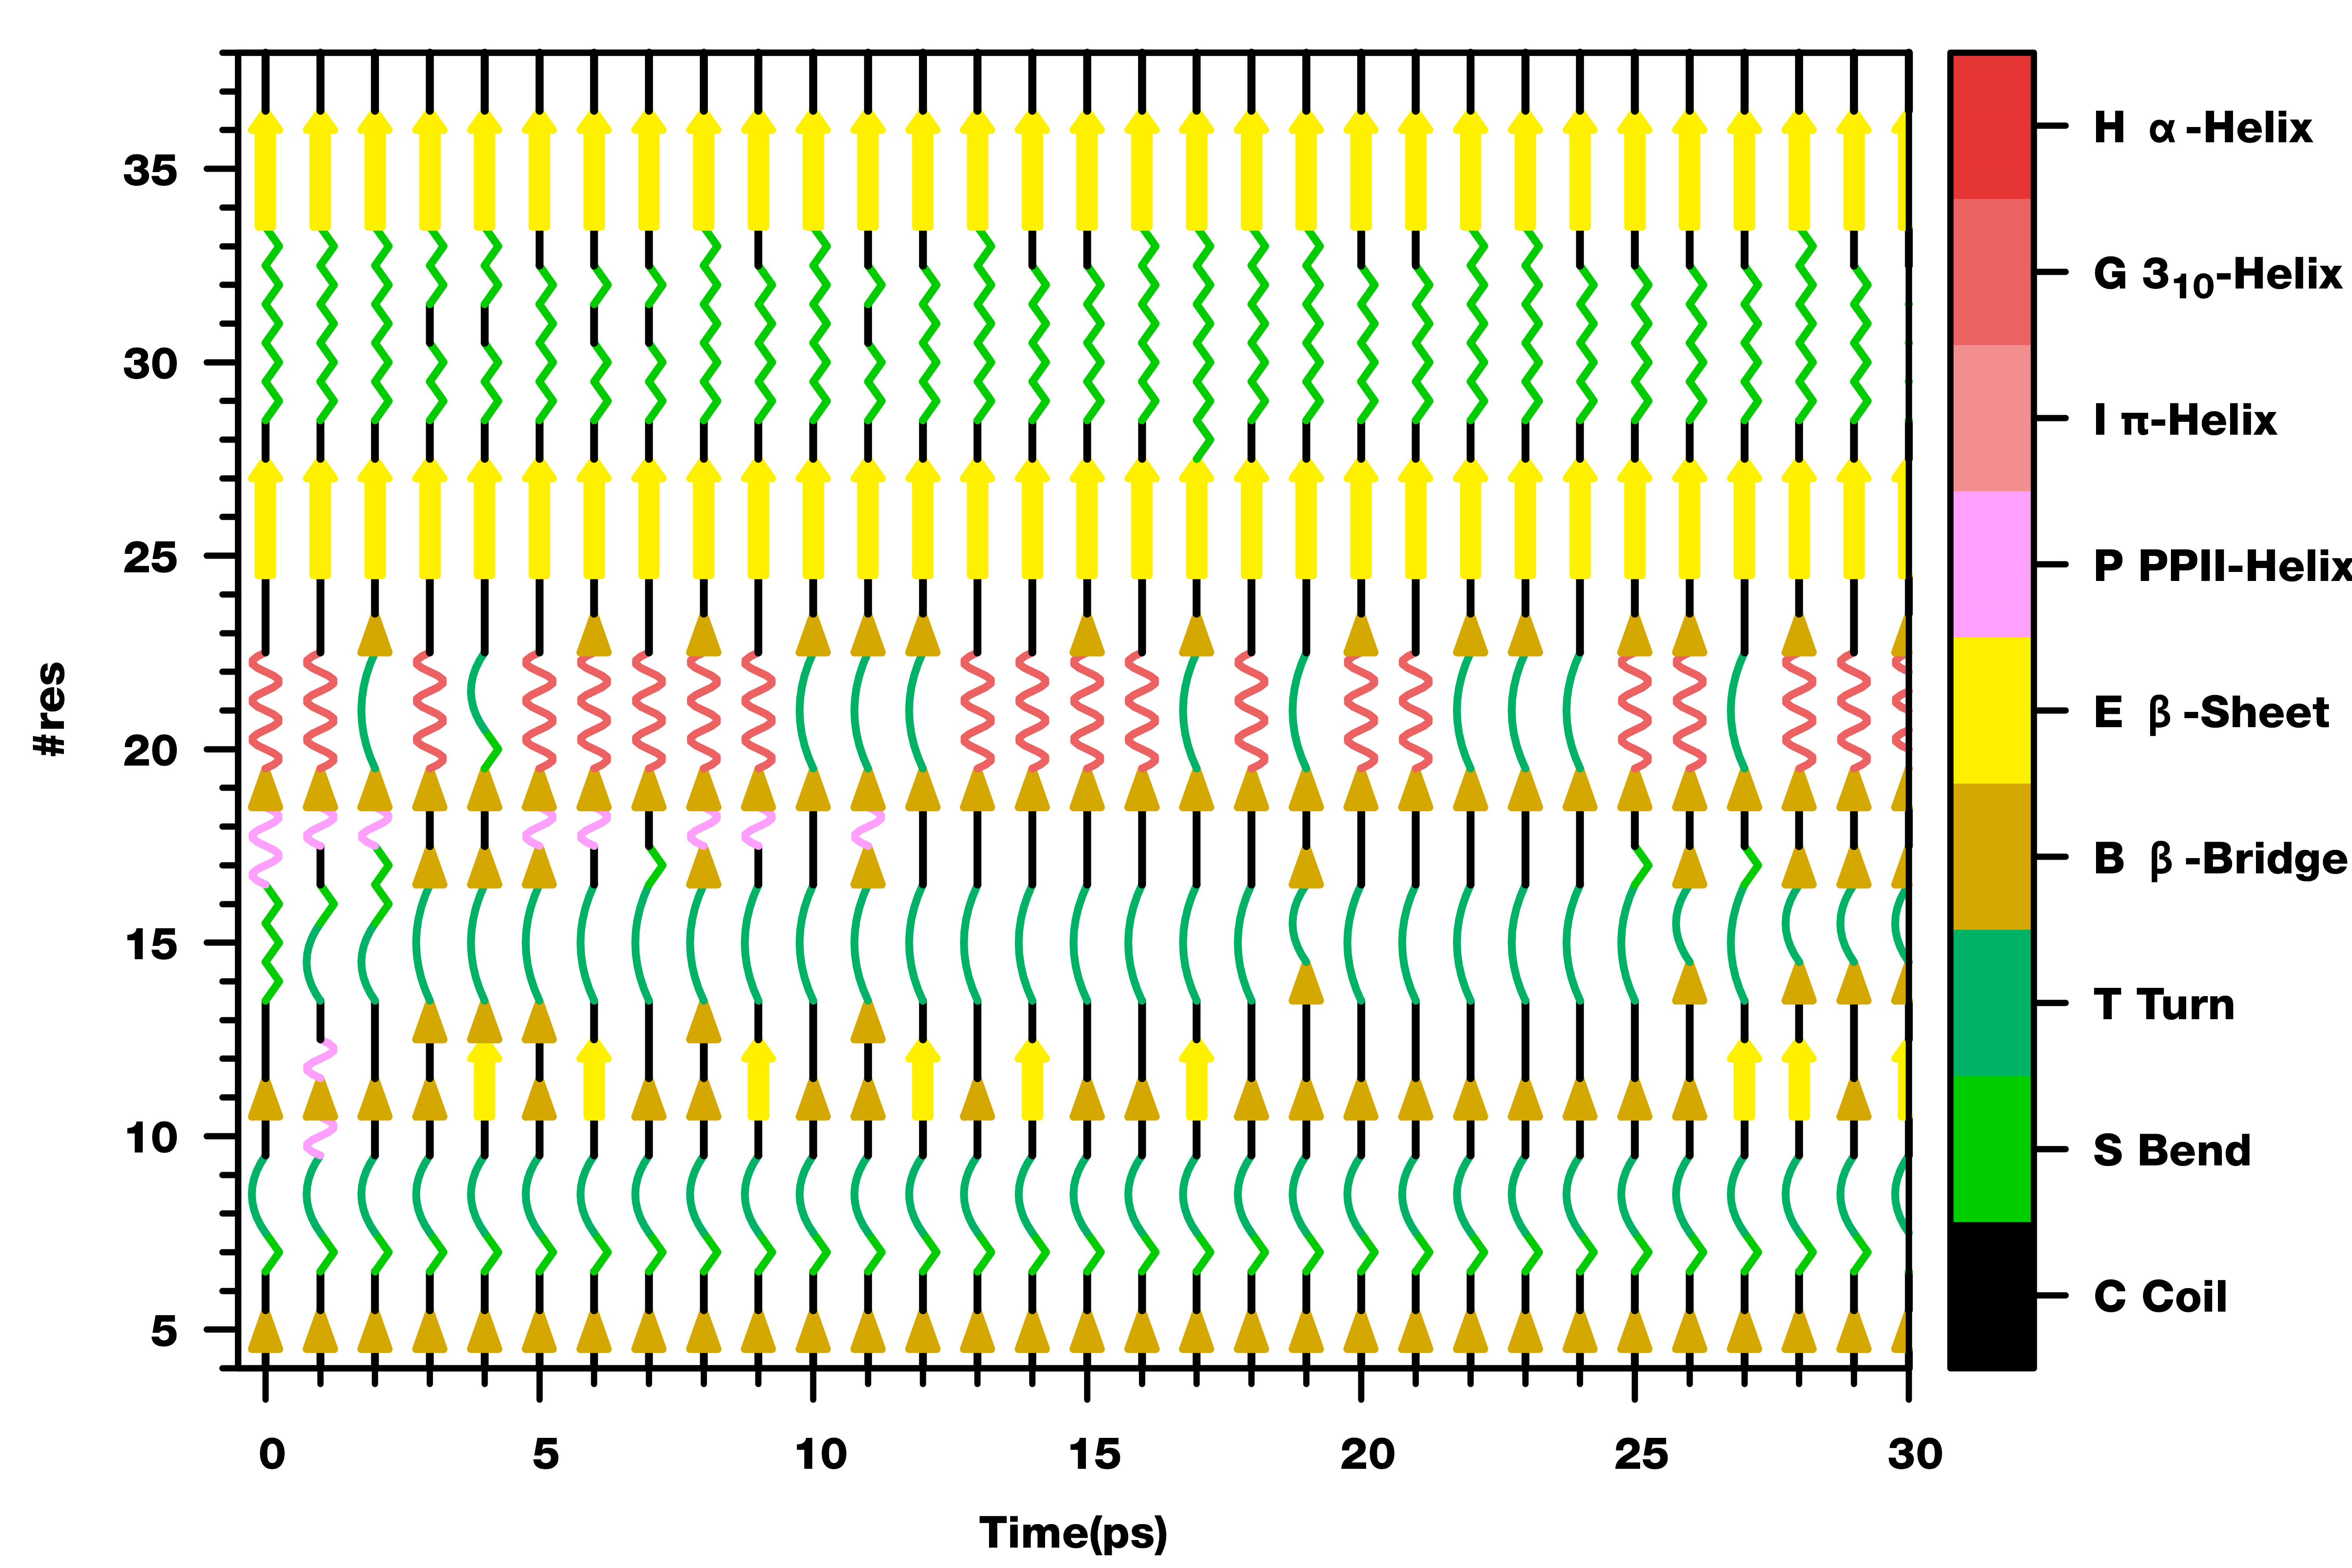 35
30
25
20
15
10
5
#res
0 5 10 15 20 25 30
Time(ps)
H α -Helix
G 3₁₀-Helix
I π-Helix
P PPII-Helix
E β -Sheet
B β -Bridge
T Turn
S Bend
C Coil